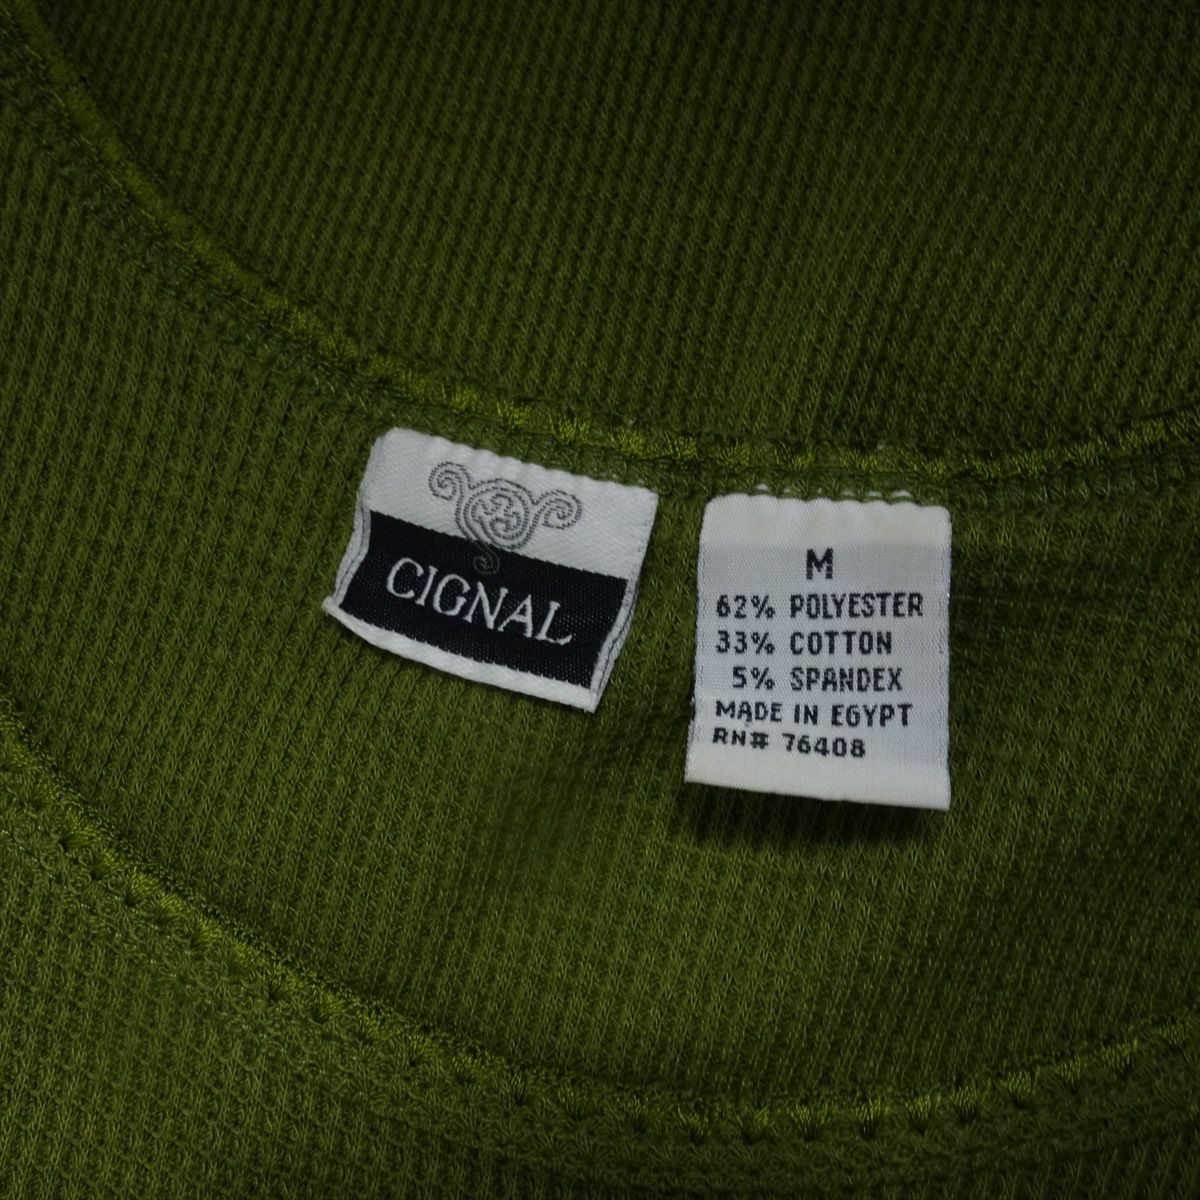 CIGNAL
M
62% POLYESTER
33% COTTON
5% SPANDEX
MADE IN EGYPT
RN# 76408